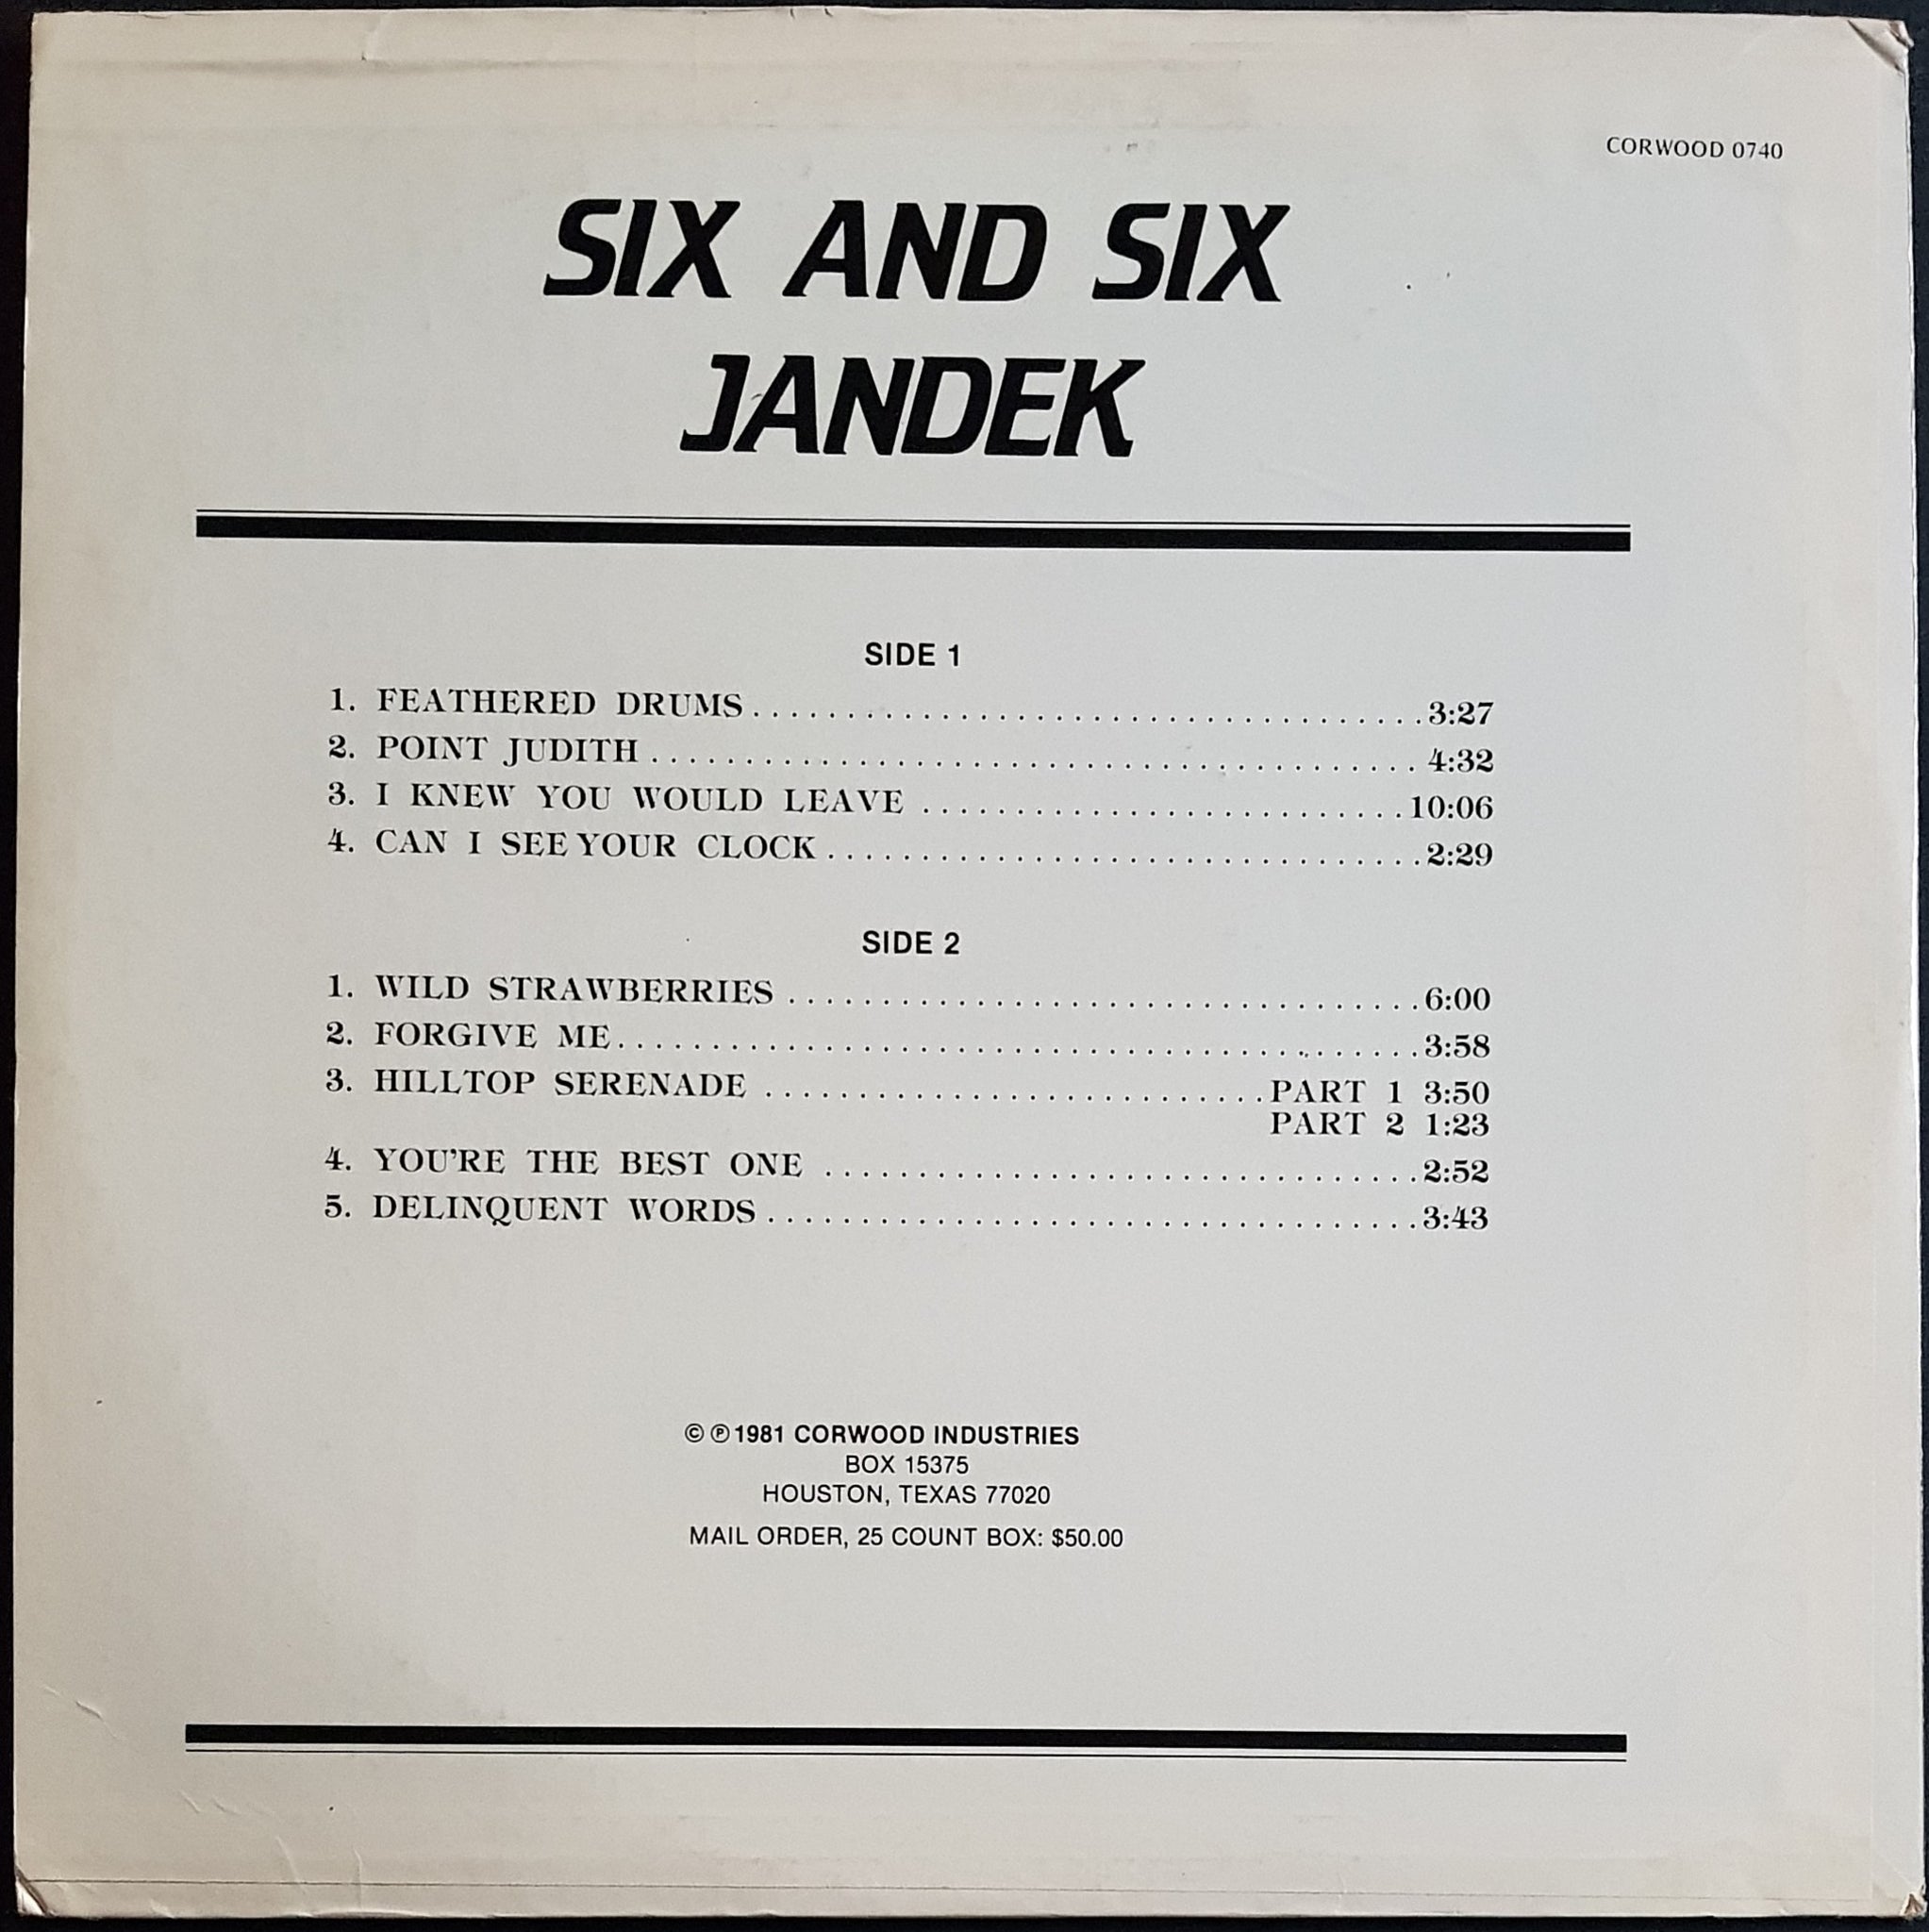 CORWOOD 0740
SIX AND SIX
JANDEK
SIDE 1
1. FEATHERED DRUMS . . . . . . . . . . . . . . . . . . . . . . . . . . . . . . . . . . . . 3:27
2. POINT JUDITH . . . . . . . . . . . . . . . . . . . . . . . . . . . . . . . . . . . . . . . . . 4:32
3. I KNEW YOU WOULD LEAVE . . . . . . . . . . . . . . . . . . . . . . . . . . 10:06
4. CAN I SEE YOUR CLOCK . . . . . . . . . . . . . . . . . . . . . . . . . . . . . . . . 2:29
SIDE 2
1. WILD STRAWBERRIES . . . . . . . . . . . . . . . . . . . . . . . . . . . . . . . . . . 6:00
2. FORGIVE ME . . . . . . . . . . . . . . . . . . . . . . . . . . . . . . . . . . . . . . . . . . . 3:58
3. HILLTOP SERENADE . . . . . . . . . . . . . . . . . . . . . . . . . . . PART 1 3:50
PART 2 1:23
4. YOU'RE THE BEST ONE . . . . . . . . . . . . . . . . . . . . . . . . . . . . . . . . 2:52
5. DELINQUENT WORDS . . . . . . . . . . . . . . . . . . . . . . . . . . . . . . . . . . . 3:43
© ℗ 1981 CORWOOD INDUSTRIES
BOX 15375
HOUSTON, TEXAS 77020
MAIL ORDER, 25 COUNT BOX: $50.00